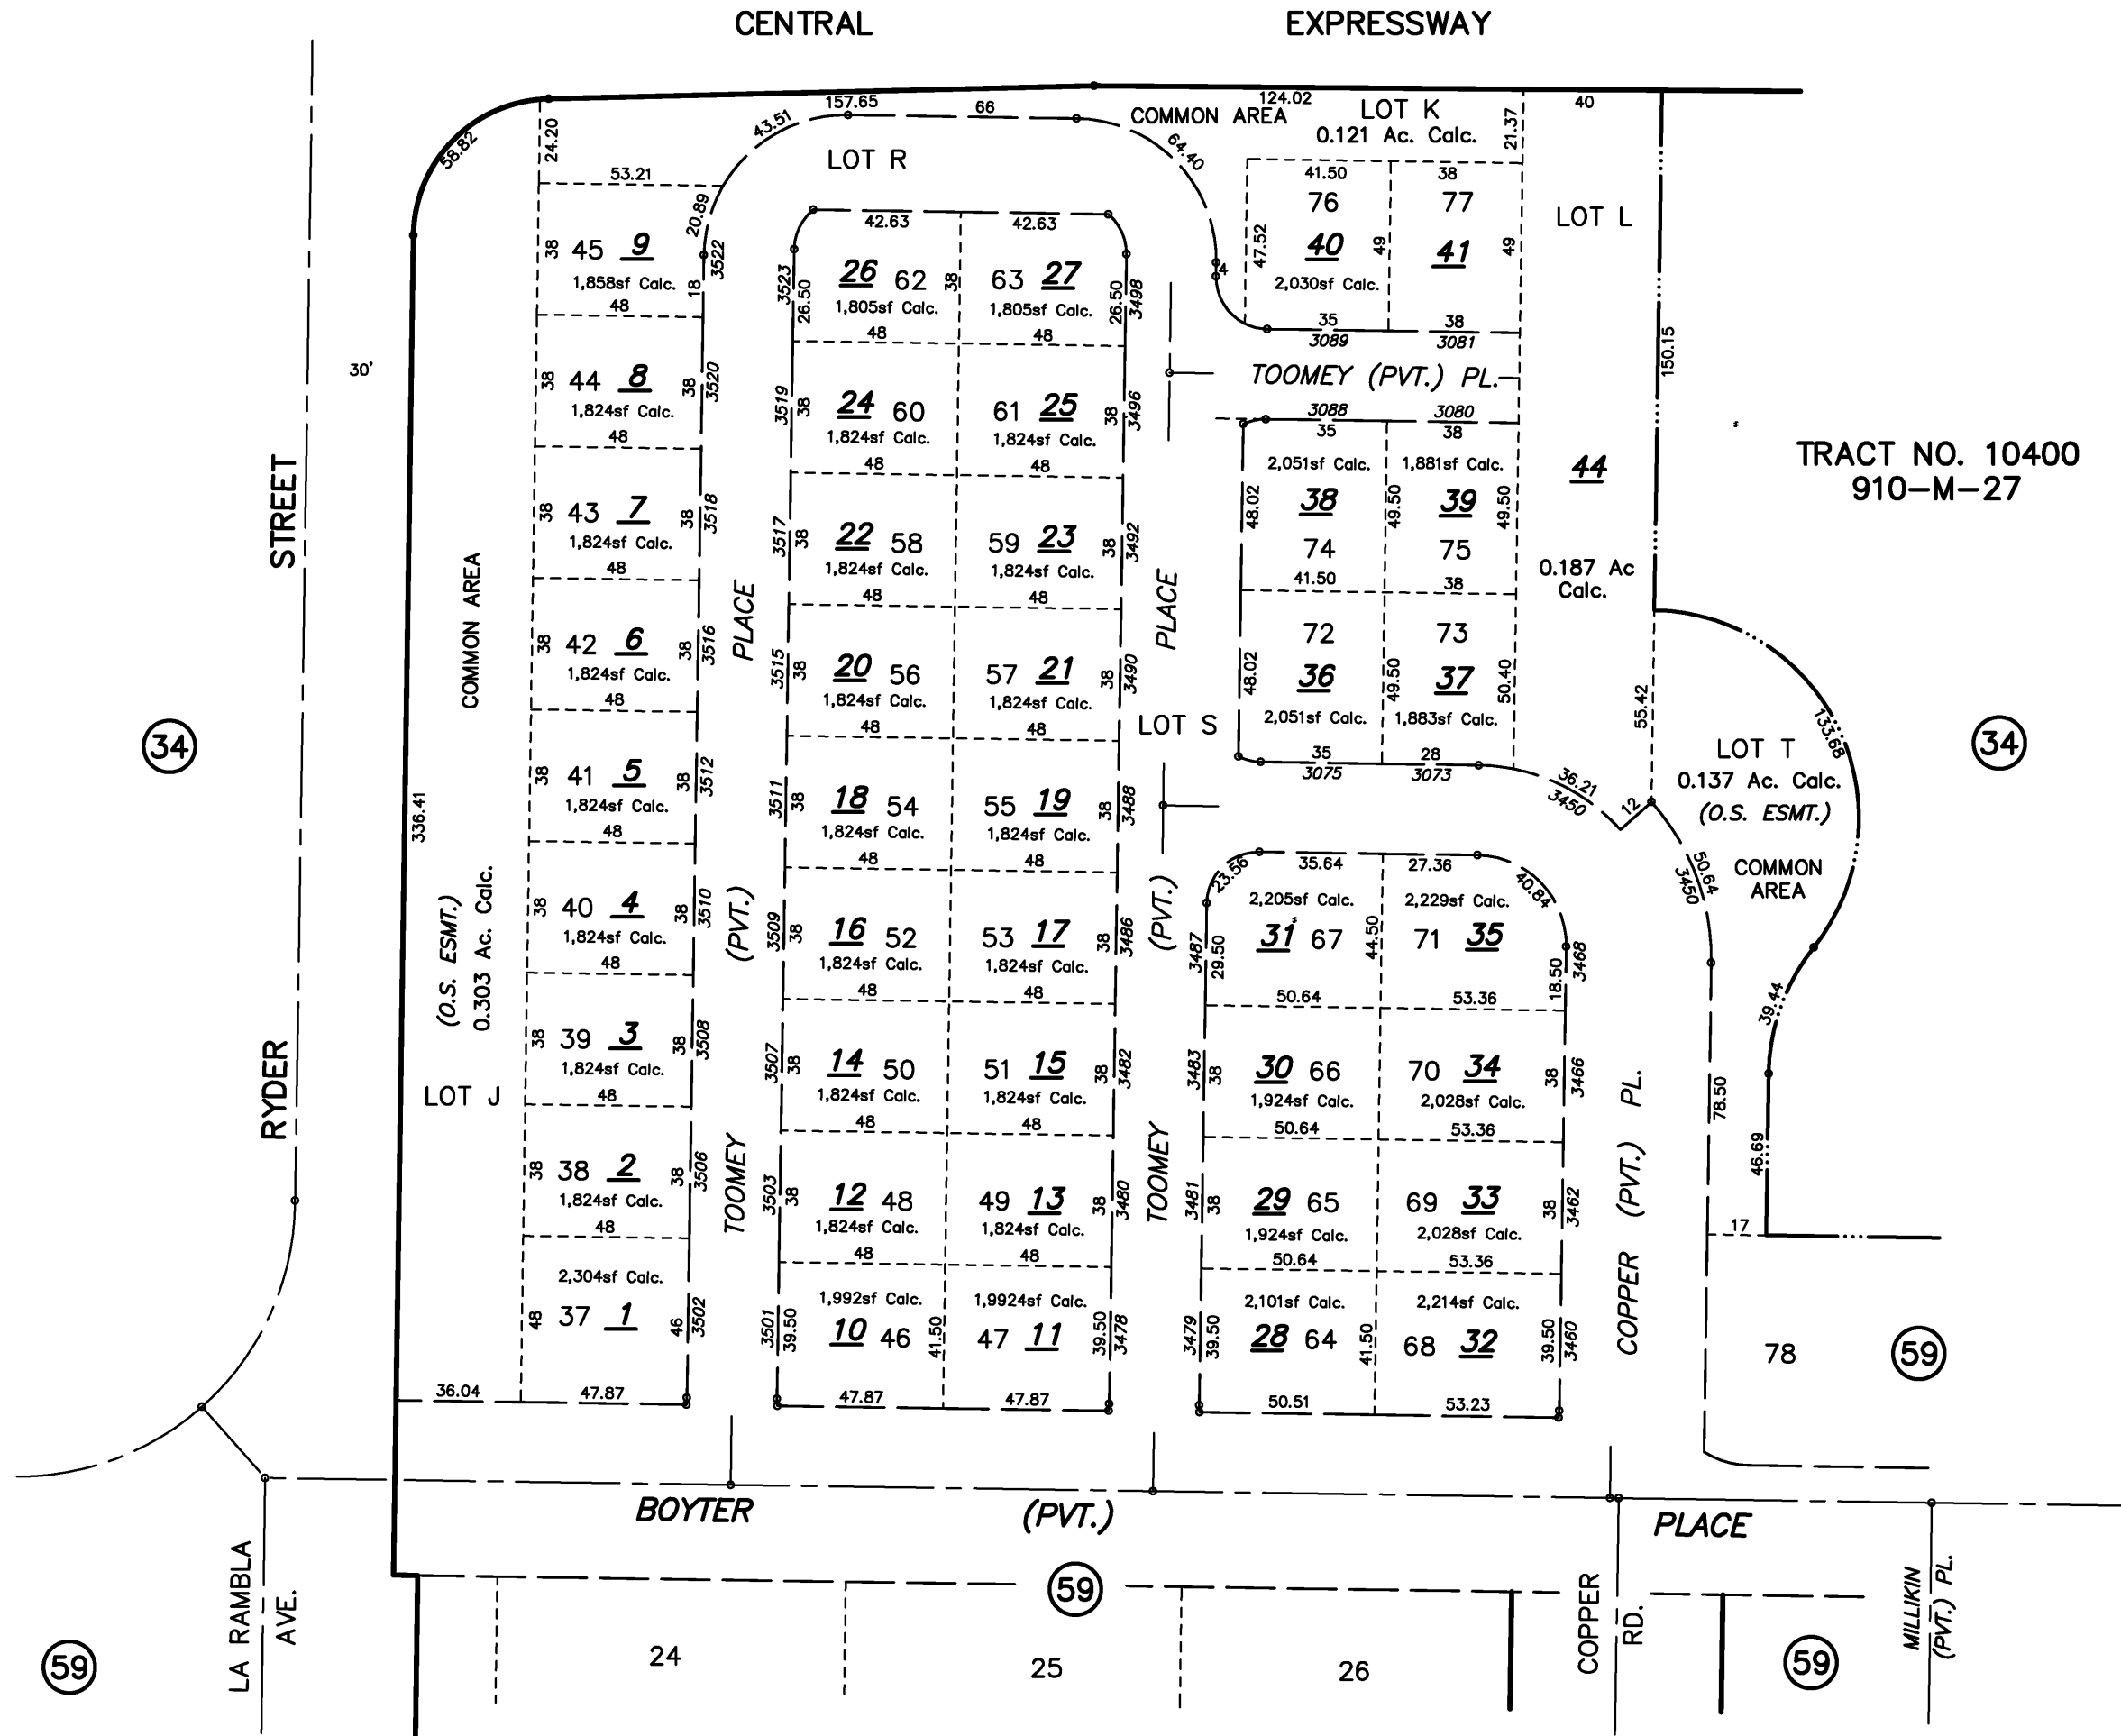 CENTRAL EXPRESSWAY
157.65 66 124.02 40
58.82 24.20 43.51 COMMON AREA LOT K 21.37
0.121 Ac. Calc.
64.40
LOT R
53.21 41.50 38
76 77
20.89 LOT L
42.63 42.63
38 45 9 3522 47.52 40 49 41 49
1,858sf Calc. 18 2,030sf Calc.
48 4
3523 26.50 26 62 38 63 27 26.50 3498
1,805sf Calc. 1,805sf Calc.
48 48
35 38
3089 3081
150.15
30'
TOOMEY (PVT.) PL.
38 44 8 38 3520
1,824sf Calc.
48
3519 38 24 60 61 25 38 3496
1,824sf Calc. 1,824sf Calc.
48 48
3088 3080
35 38
2,051sf Calc. 1,881sf Calc.
TRACT NO. 10400
910-M-27
44
STREET
38 43 7 38 3518
1,824sf Calc.
48
48.02 38 49.50 39 49.50
3517 38 22 58 59 23 38 3492
1,824sf Calc. 1,824sf Calc.
48 48
74 75
41.50 38
0.187 Ac
Calc.
COMMON AREA
PLACE
PLACE
38 42 6 38 3516
1,824sf Calc.
48
72 73
3515 38 20 56 57 21 38 3490
1,824sf Calc. 1,824sf Calc.
48 48
48.02 36 49.50 37 50.40
2,051sf Calc. 1,883sf Calc.
55.42
133.68
34
LOT S
34
LOT T
0.137 Ac. Calc.
(O.S. ESMT.)
35 28
3075 3073
36.21
3450
12
336.41
38 41 5 38 3512
1,824sf Calc.
48
3511 38 18 54 55 19 38 3488
1,824sf Calc. 1,824sf Calc.
48 48
23.56 35.64 27.36 40.84
50.64
3450
COMMON
AREA
(O.S. ESMT.)
0.303 Ac. Calc.
38 40 4 38 3510
1,824sf Calc.
48
(PVT.)
(PVT.)
3509 38 16 52 53 17 38 3486
1,824sf Calc. 1,824sf Calc.
48 48
2,205sf Calc. 2,229sf Calc.
3487 29.50 31 67 44.50 71 35 18.50 3468
50.64 53.36
39.44
RYDER
38 39 3 38 3508
1,824sf Calc.
48
LOT J
3507 38 14 50 51 15 38 3482
1,824sf Calc. 1,824sf Calc.
48 48
3483 38 30 66 70 34 38 3466
1,924sf Calc. 2,028sf Calc.
50.64 53.36
78.50
46.69
38 38 2 38 3506
1,824sf Calc.
48
TOOMEY
TOOMEY
3503 38 12 48 49 13 38 3480
1,824sf Calc. 1,824sf Calc.
48 48
3481 38 29 65 69 33 38 3462
1,924sf Calc. 2,028sf Calc.
50.64 53.36
COPPER (PVT.) PL.
17
2,304sf Calc.
48 37 1 46 3502
1,992sf Calc. 1,9924sf Calc.
3501 39.50 10 46 41.50 47 11 39.50 3478
2,101sf Calc. 2,214sf Calc.
3479 39.50 28 64 41.50 68 32 39.50 3460
78 59
36.04 47.87 47.87 47.87 50.51 53.23
BOYTER (PVT.) PLACE
LA RAMBLA
AVE.
59
COPPER
RD.
MILLIKIN
(PVT.) PL.
59
24 25 26
59